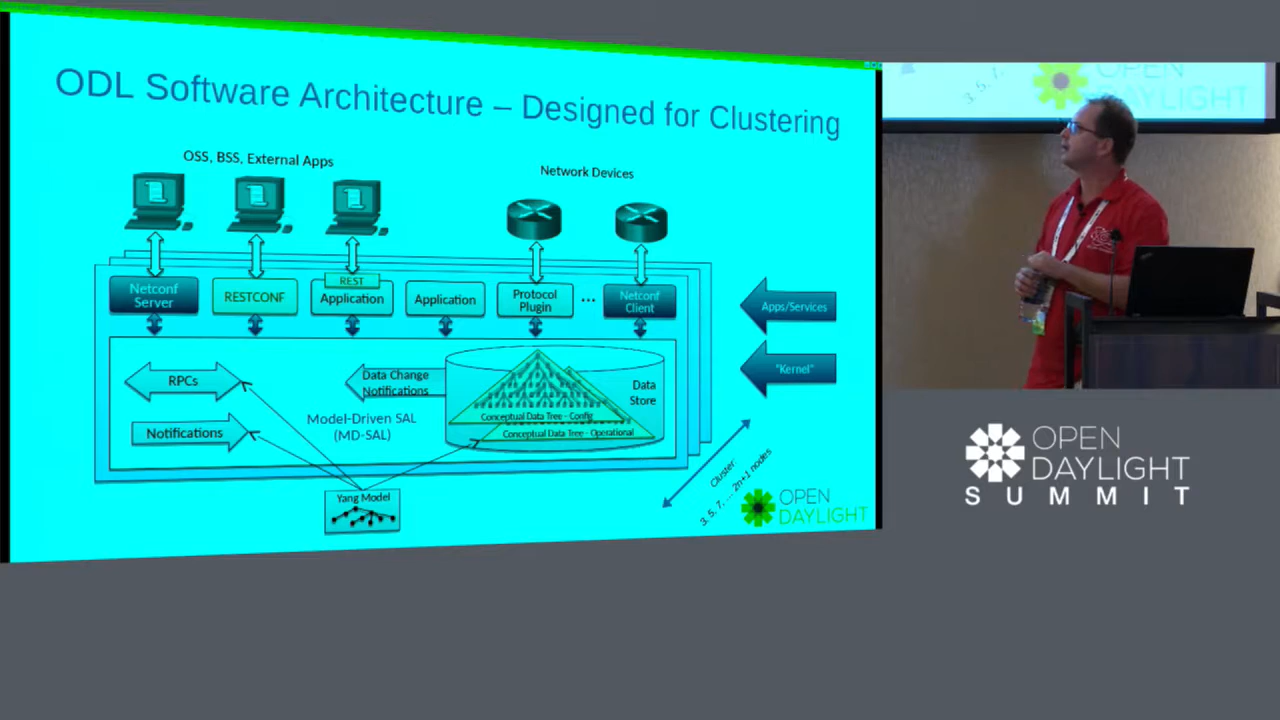 ODL Software Architecture – Designed for Clustering
OSS, BSS, External Apps
Network Devices
Netconf
Server
RESTCONF
REST
Application
Application
Protocol
Plugin
...
Netconf
Client
Apps/Services
RPCs
Data Change
Notifications
Notifications
Model-Driven SAL
(MD-SAL)
Data
Store
Conceptual Data Tree - Config
Conceptual Data Tree - Operational
"Kernel"
Yang Model
Cluster:
3, 5, 7, ... 2n+1 nodes
OPEN
DAYLIGHT
3, 5, 7,
OPEN
DAYLIGHT
OPEN
DAYLIGHT
SUMMIT